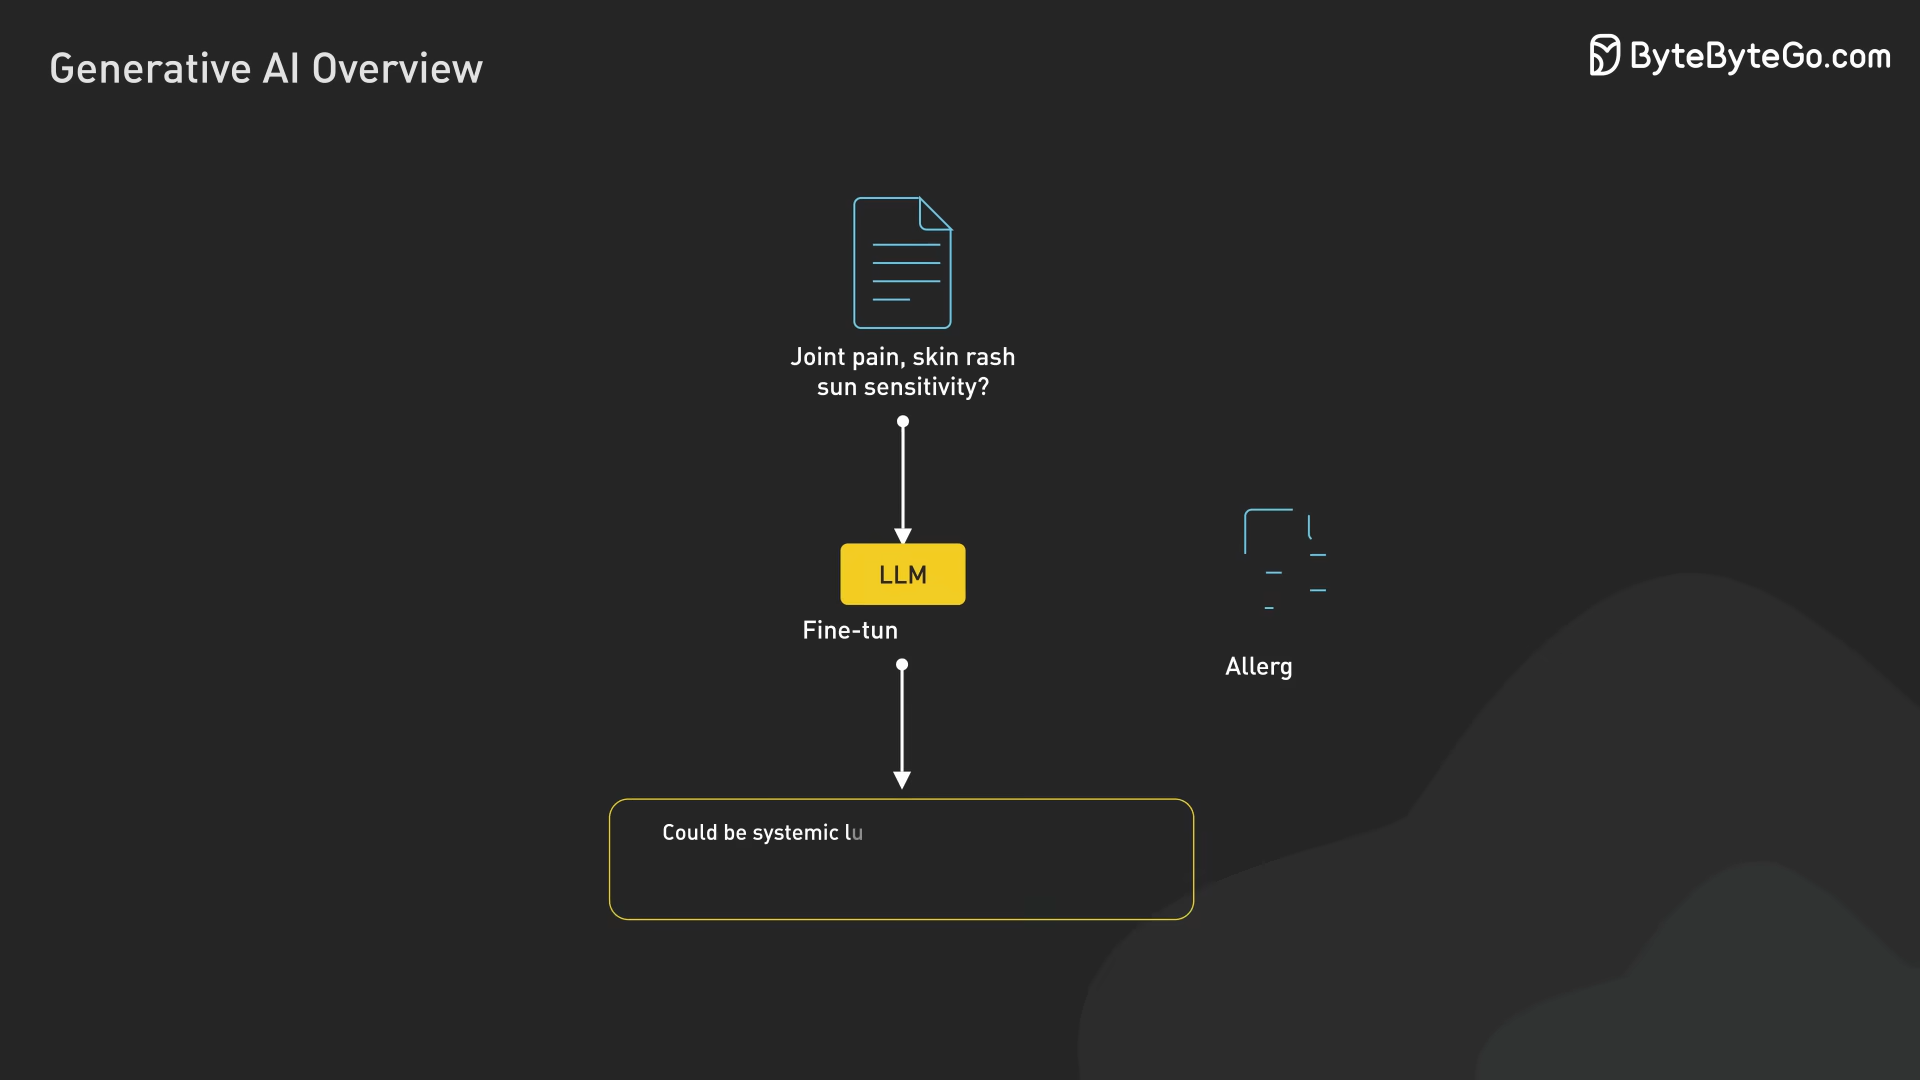 Generative AI Overview
ByteByteGo.com
Joint pain, skin rash
sun sensitivity?
LLM
Fine-tun
Allerg
Could be systemic lu